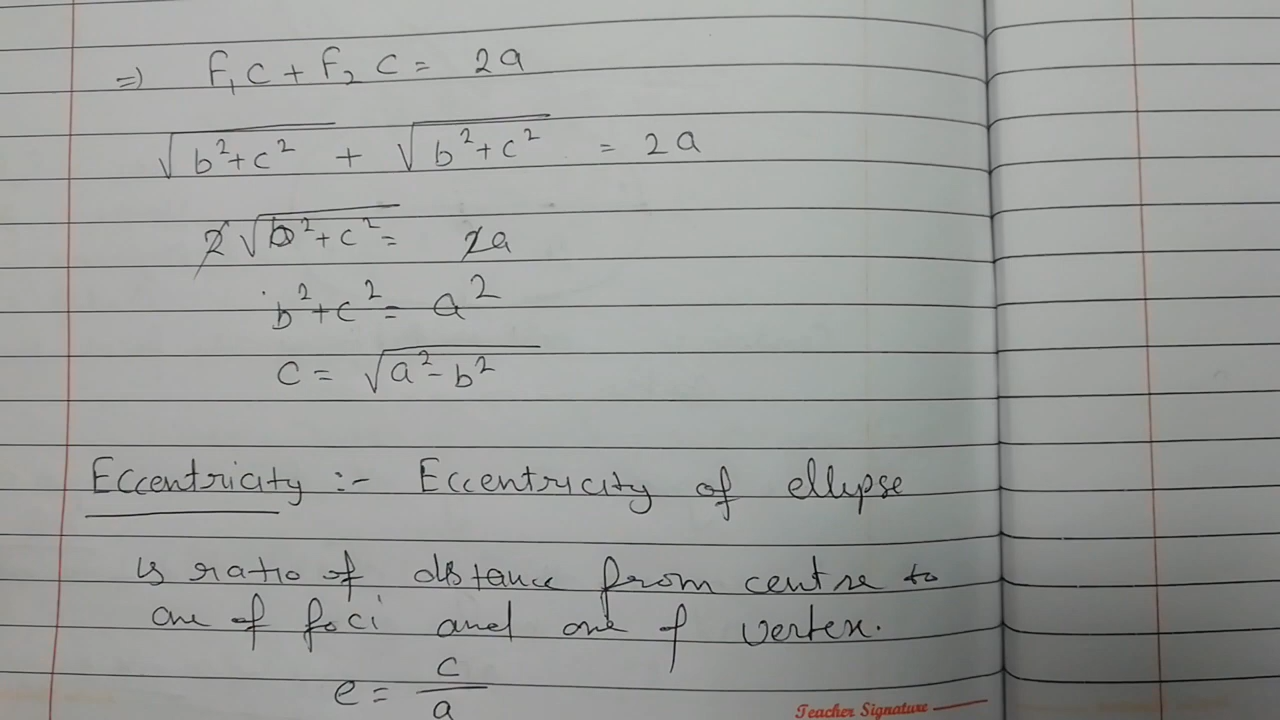 =) F₁C + F₂C = 2a
√(b²+c²) + √(b²+c²) = 2a
2√(b²+c²) = 2a
b²+c² = a²
c = √(a²-b²)
Eccentricity :- Eccentricity of ellipse
is ratio of distance from centre to
one of foci and one of vertex.
e = c/a
Teacher Signature